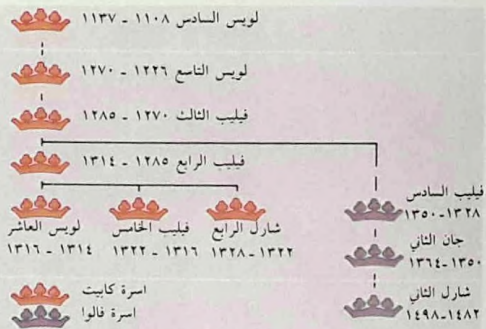 لويس السادس ١١٠٨ - ١١٣٧
لويس التاسع ١٢٢٦ - ١٢٧٠
فيليب الثالث ١٢٧٠ - ١٢٨٥
فيليب الرابع ١٢٨٥ - ١٣١٤
شارل الرابع
١٣٢٢ - ١٣٢٨
فيليب الخامس
١٣١٦ - ١٣٢٢
لويس العاشر
١٣١٤ - ١٣١٦
فيليب السادس
١٣٢٨-١٣٥٠
جان الثاني
١٣٥٠-١٣٦٤
شارل الثاني
١٤٨٢-١٤٩٨
اسرة كابيت
اسرة فالوا